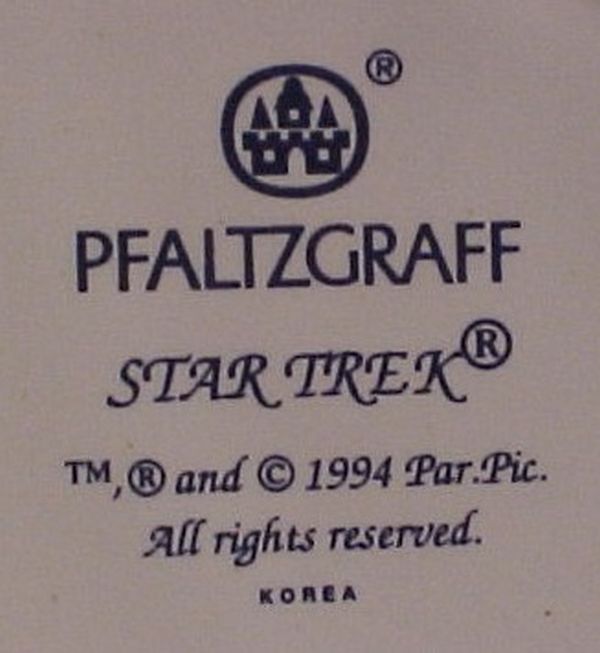 ®
PFALTZGRAFF
STAR TREK®
™,® and © 1994 Par.Pic.
All rights reserved.
KOREA